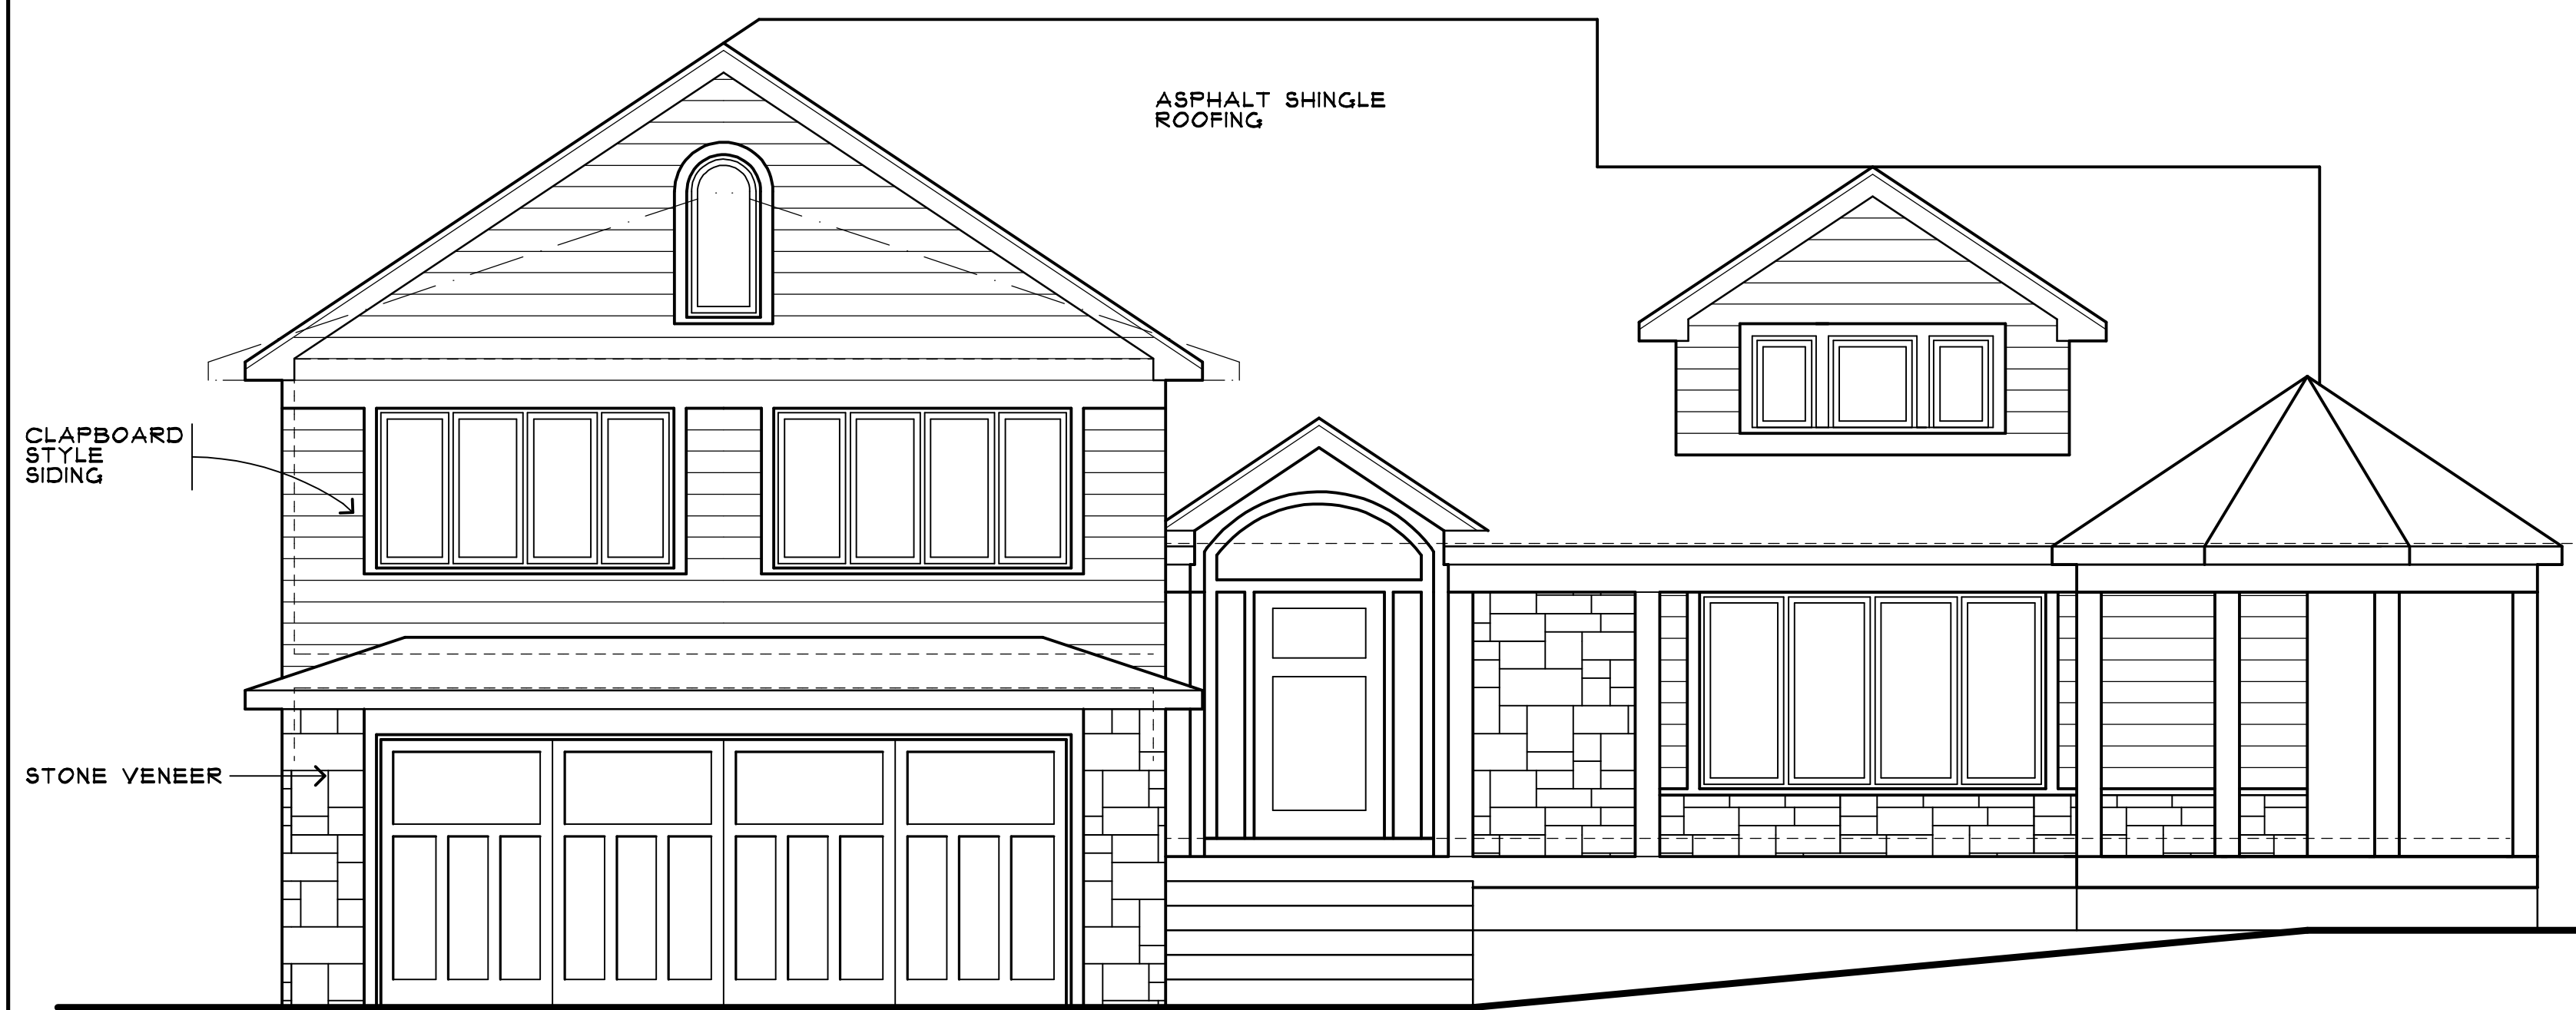 ASPHALT SHINGLE
ROOFING
CLAPBOARD
STYLE
SIDING
STONE VENEER